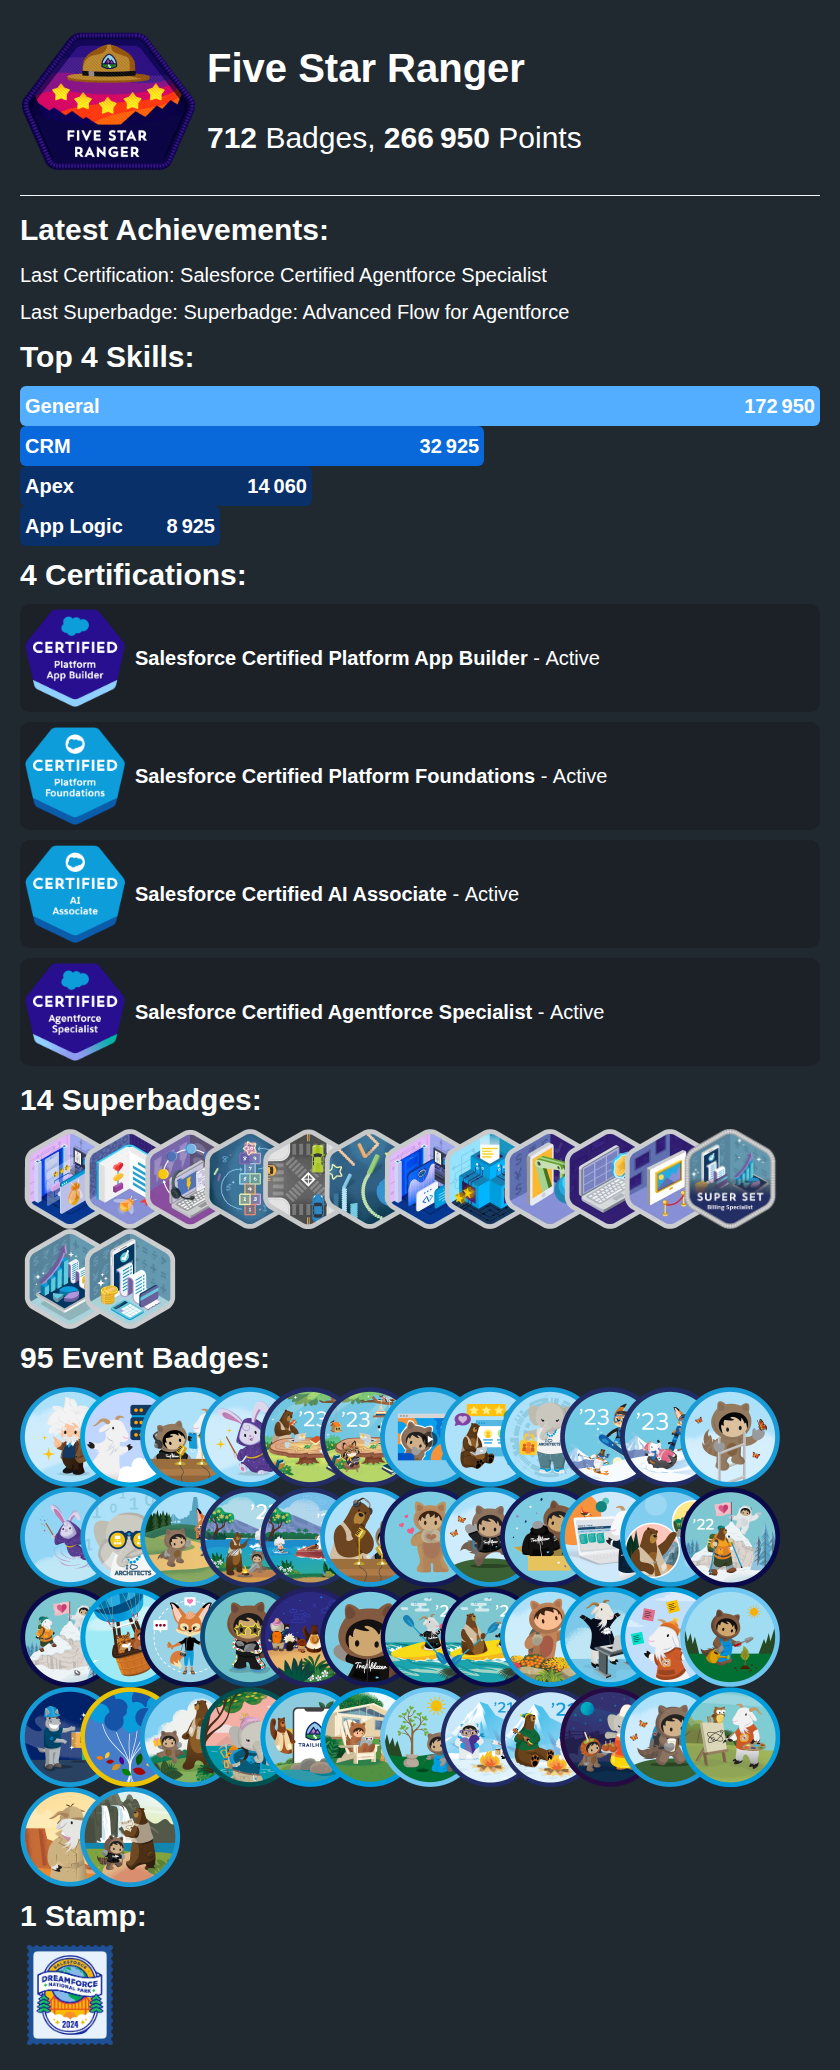 FIVE STAR
RANGER
Five Star Ranger
712 Badges, 266 950 Points
Latest Achievements:
Last Certification: Salesforce Certified Agentforce Specialist
Last Superbadge: Superbadge: Advanced Flow for Agentforce
Top 4 Skills:
General 172 950
CRM 32 925
Apex 14 060
App Logic 8 925
4 Certifications:
CERTIFIED
Platform
App Builder
Salesforce Certified Platform App Builder - Active
CERTIFIED
Platform
Foundations
Salesforce Certified Platform Foundations - Active
CERTIFIED
AI
Associate
Salesforce Certified AI Associate - Active
CERTIFIED
Agentforce
Specialist
Salesforce Certified Agentforce Specialist - Active
14 Superbadges:
SUPER SET
Billing Specialist
95 Event Badges:
'23 '23 ARCHITECTS '23 '23
ARCHITECTS '22
Trailblazer
1 Stamp:
SALESFORCE
DREAMFORCE
NATIONAL PARK
2024